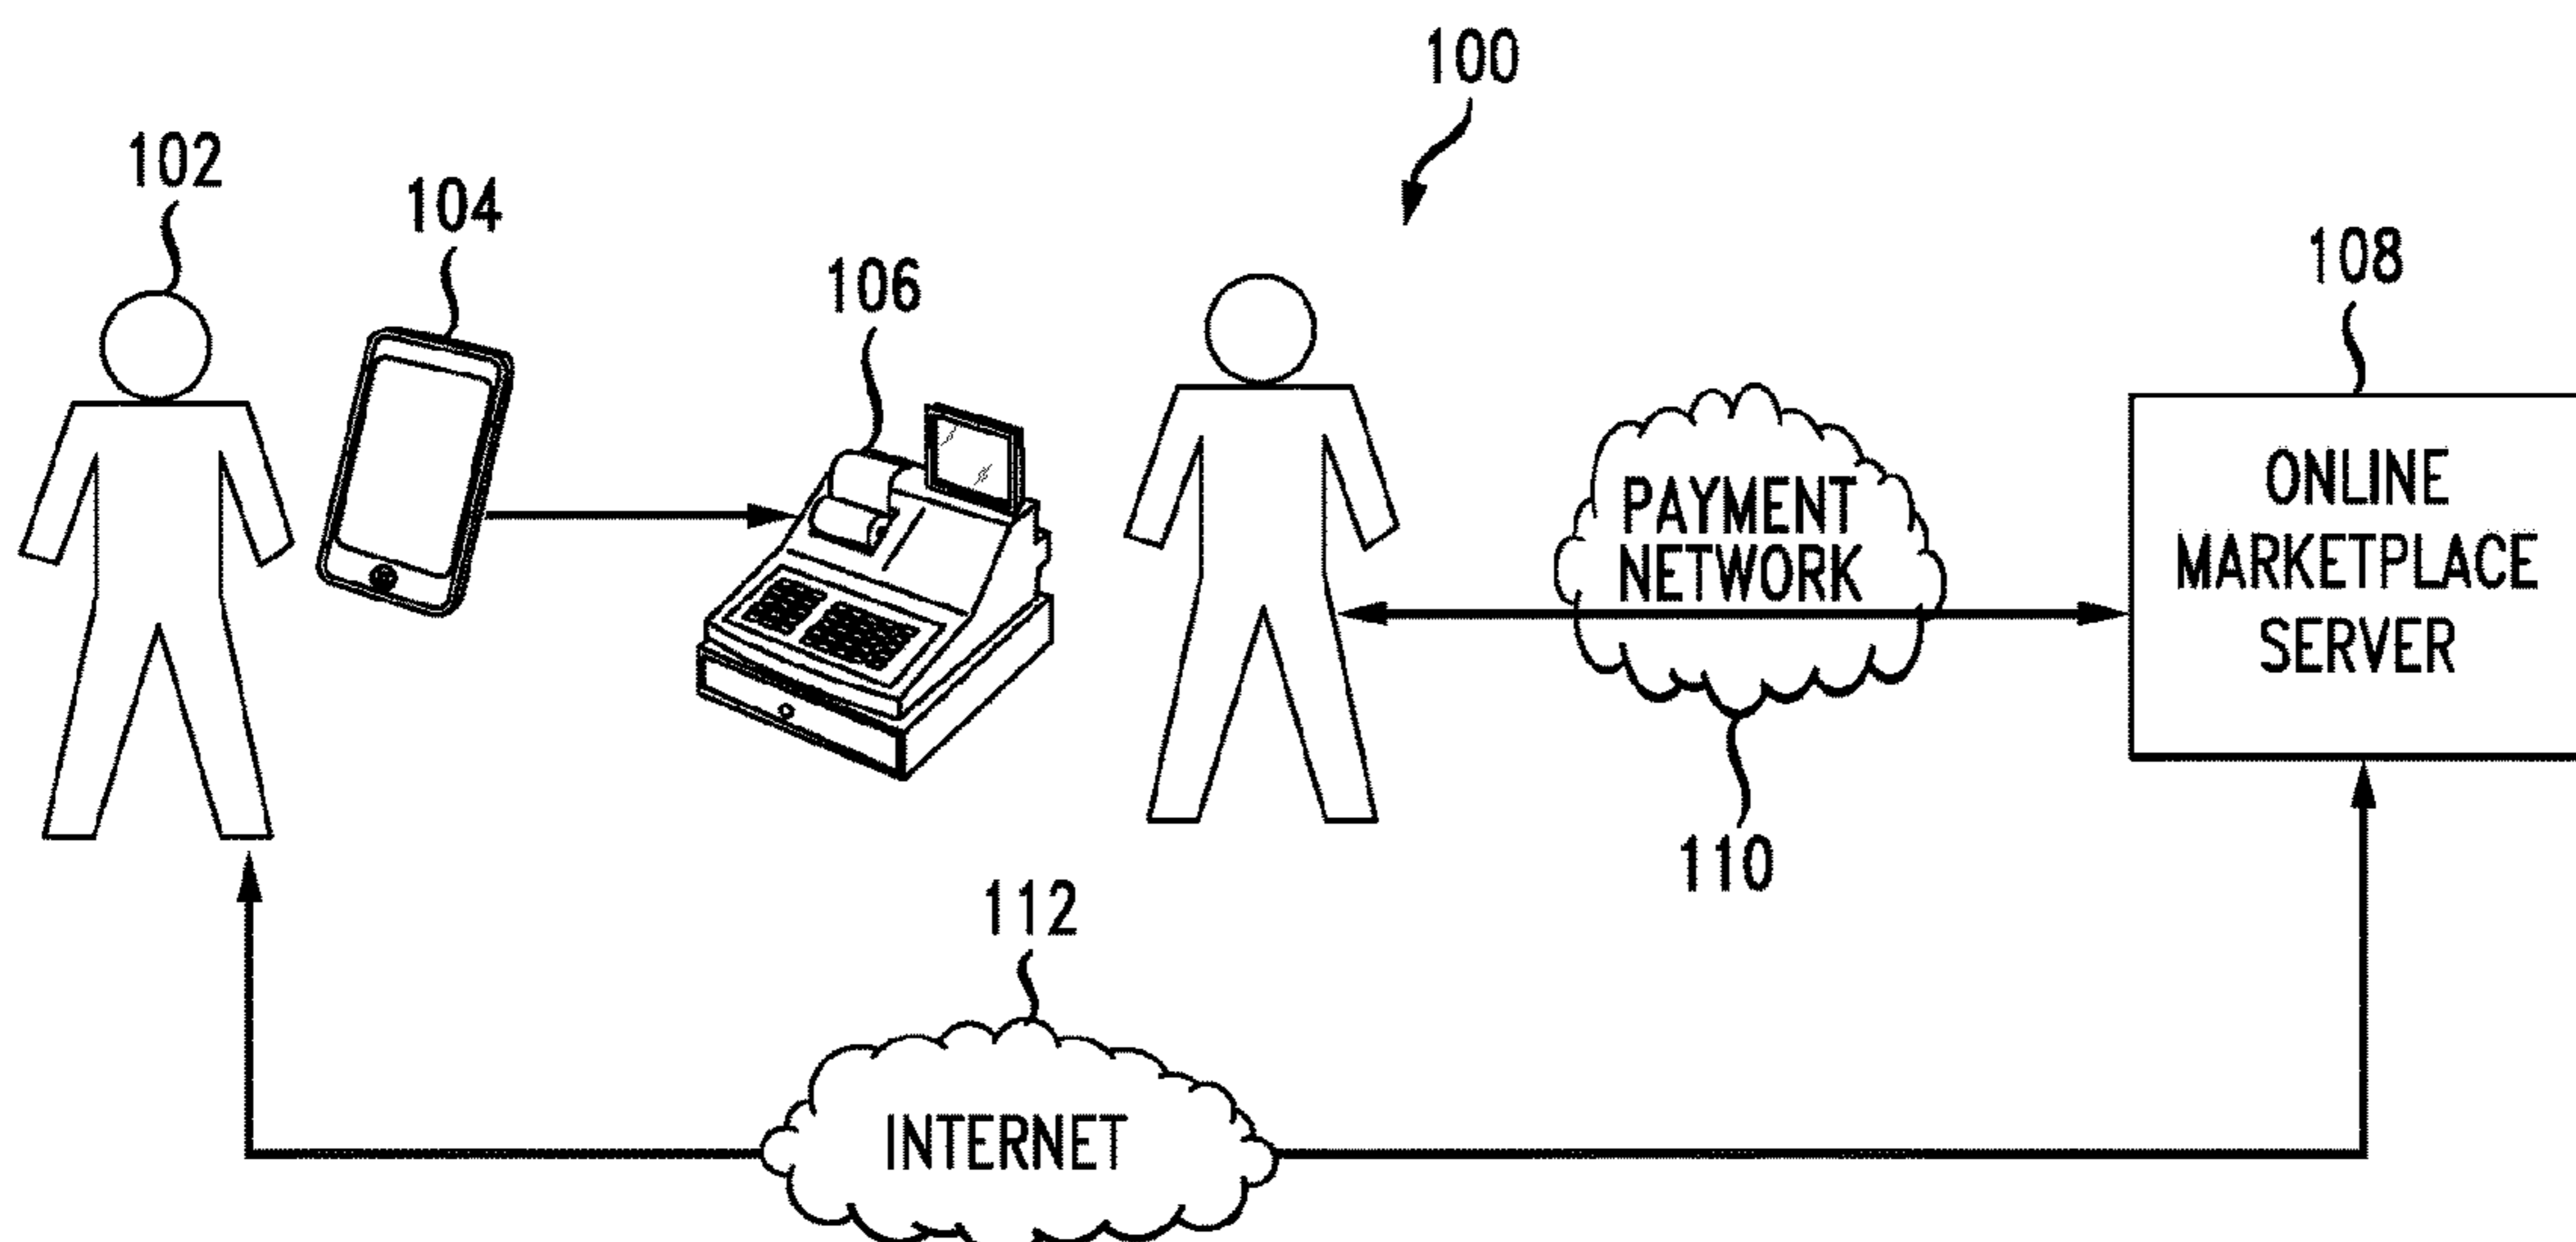 100
102
104
106
108
PAYMENT
NETWORK
ONLINE
MARKETPLACE
SERVER
110
112
INTERNET